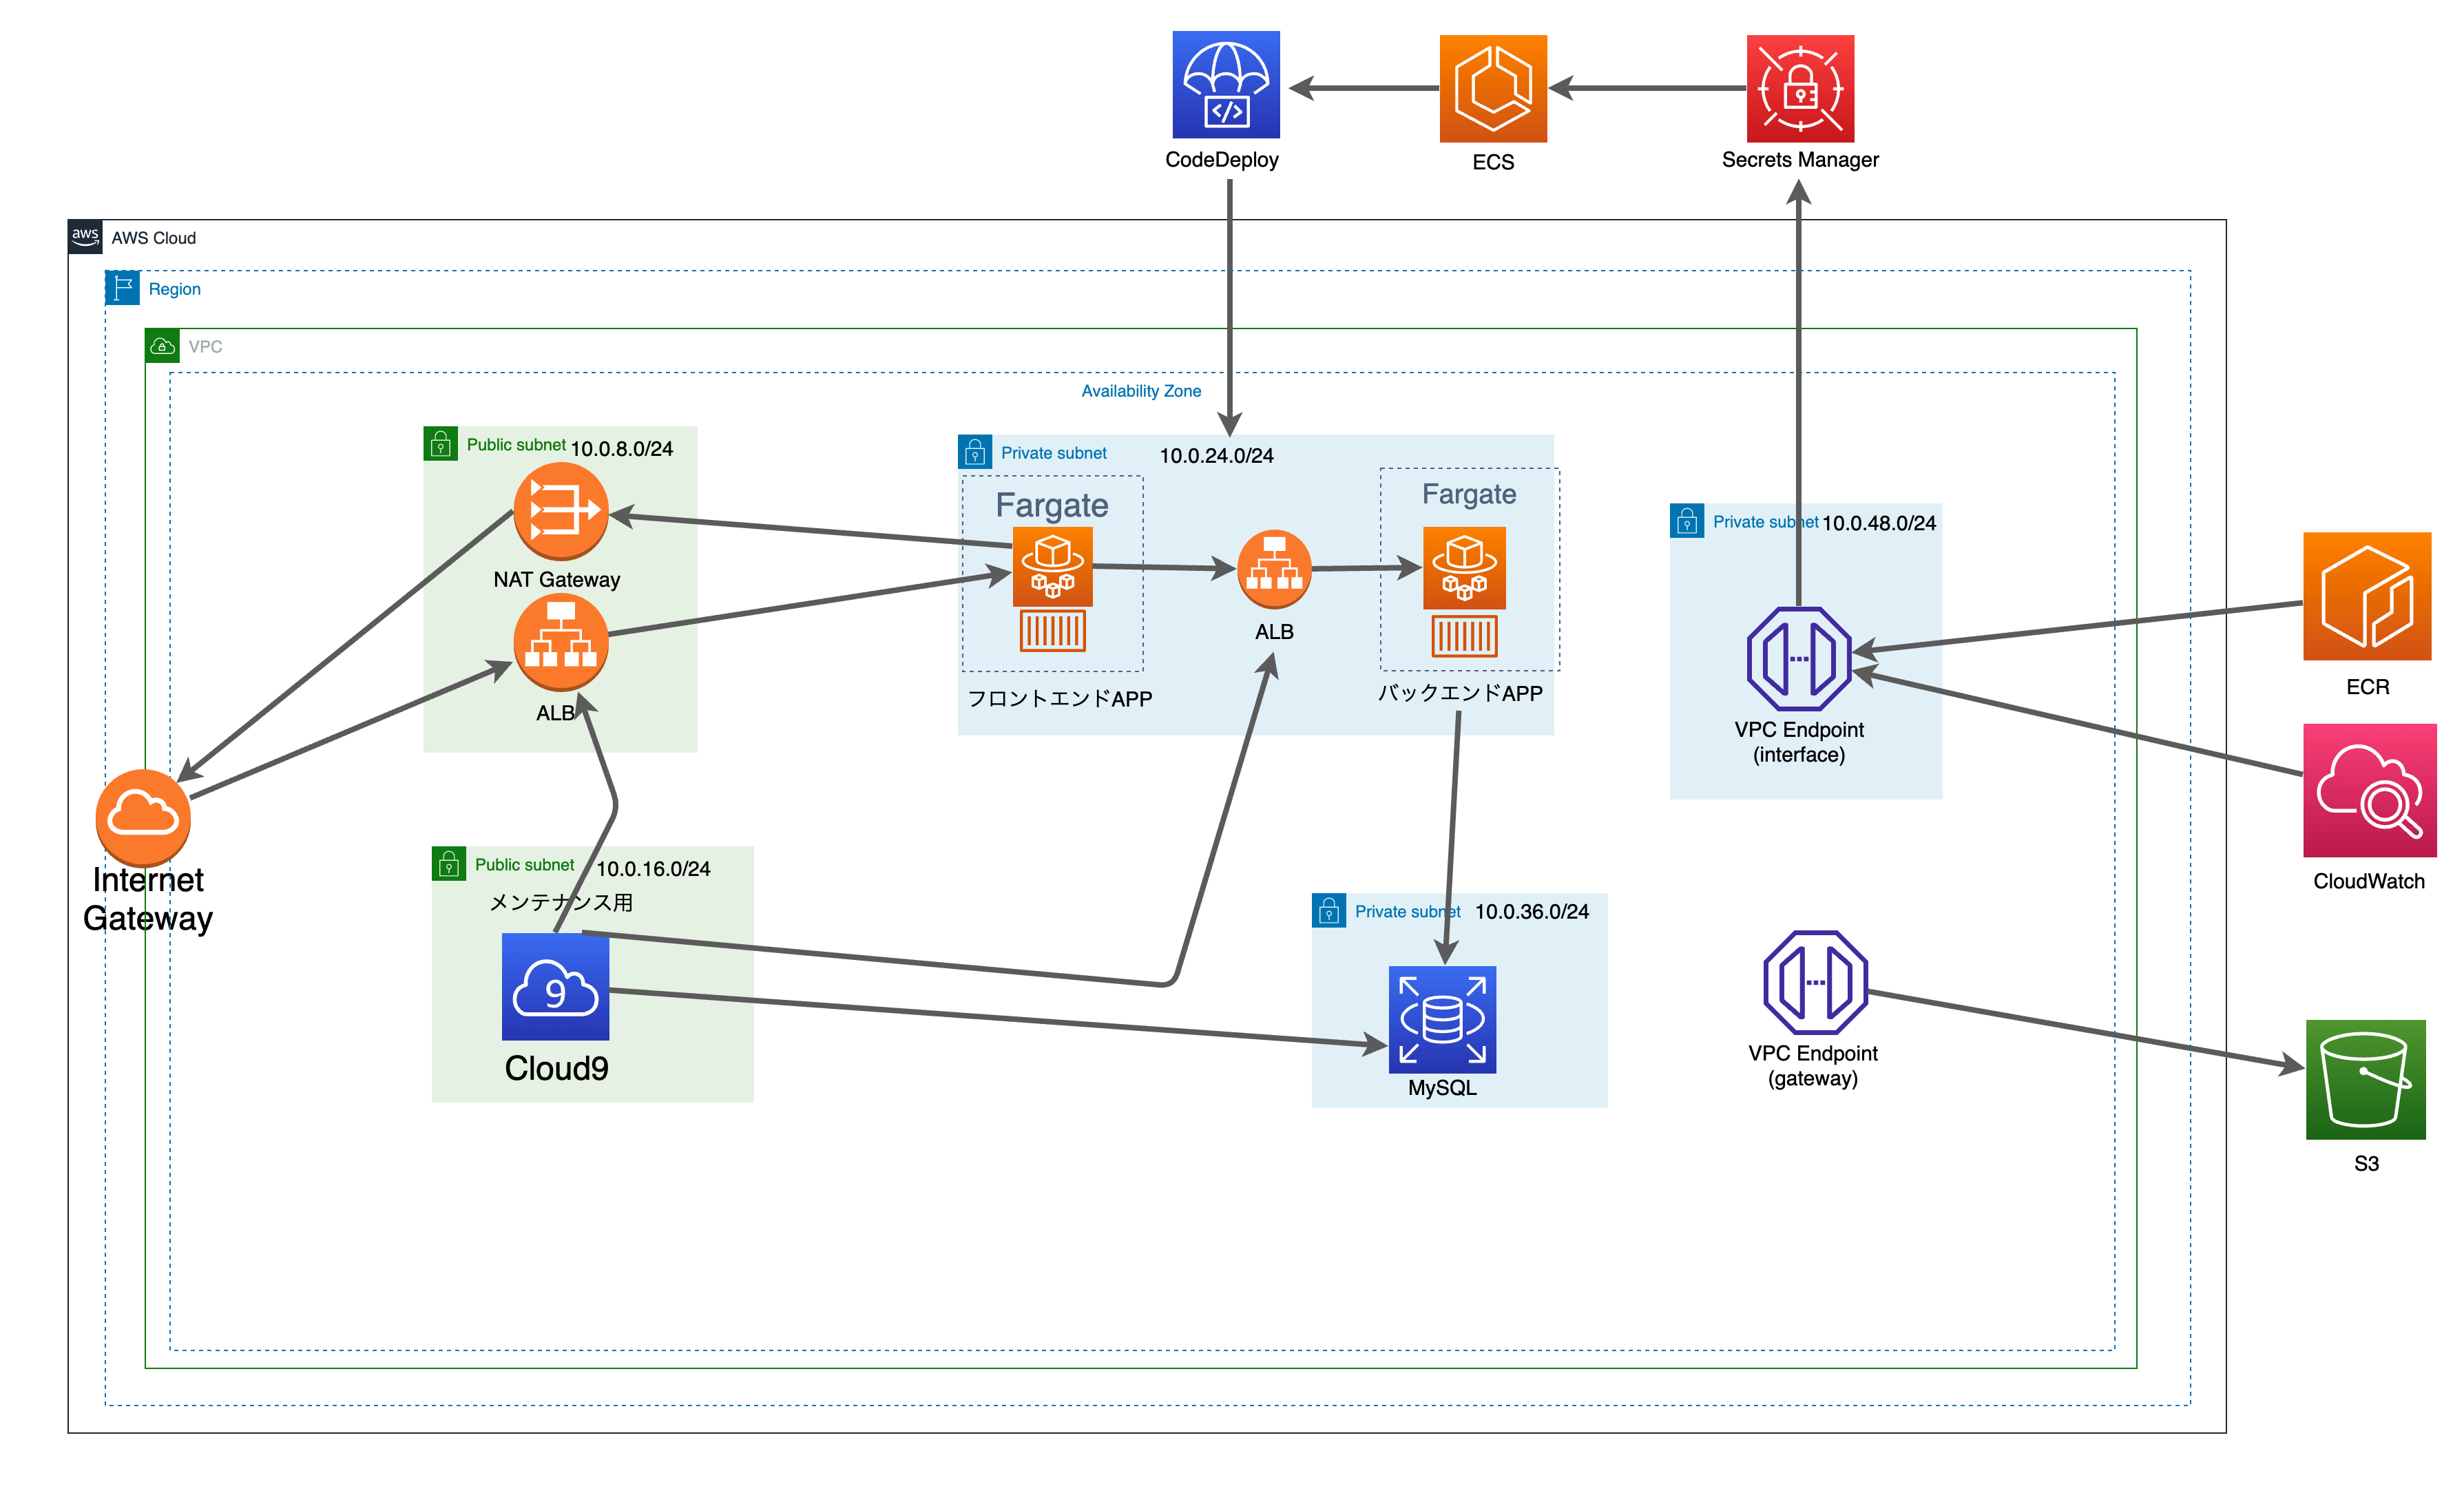 CodeDeploy
ECS
Secrets Manager
aws
AWS Cloud
Region
VPC
Availability Zone
Public subnet 10.0.8.0/24
NAT Gateway
ALB
Private subnet 10.0.24.0/24
Fargate
フロントエンドAPP
ALB
Fargate
バックエンドAPP
Private subnet 10.0.48.0/24
VPC Endpoint
(interface)
ECR
CloudWatch
Internet
Gateway
Public subnet 10.0.16.0/24
メンテナンス用
9
Cloud9
Private subnet 10.0.36.0/24
MySQL
VPC Endpoint
(gateway)
S3